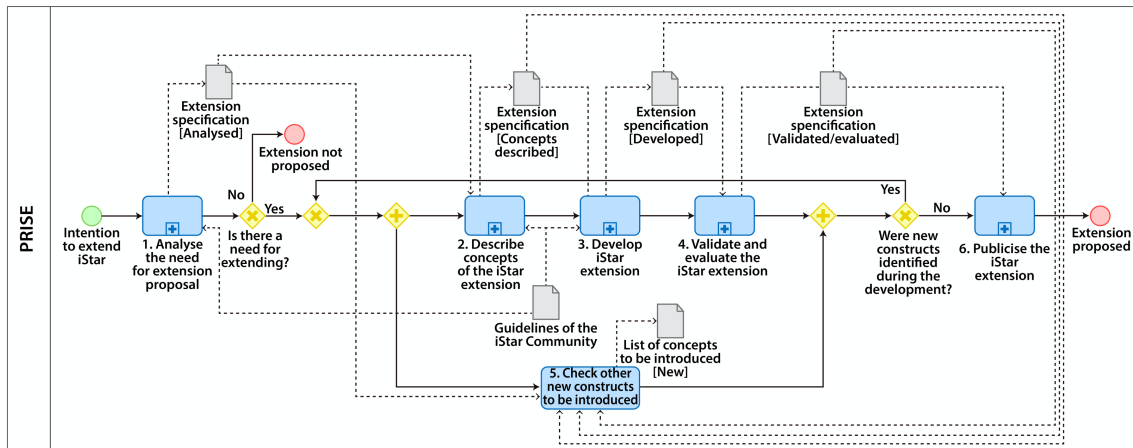 PRISE
Intention
to extend
iStar
1. Analyse
the need
for extension
proposal
Extension
specification
[Analysed]
No
Extension not
proposed
Yes
Is there a
need for
extending?
2. Describe
concepts
of the iStar
extension
Extension
spencification
[Concepts
described]
3. Develop
iStar
extension
Extension
spencification
[Developed]
4. Validate and
evaluate the
iStar extension
Extension
spencification
[Validated/evaluated]
Guidelines of the
iStar Community
List of concepts
to be introduced
[New]
5. Check other
new constructs
to be introduced
Yes
No
Were new
constructs
identified
during the
development?
6. Publicise the
iStar
extension
Extension
proposed